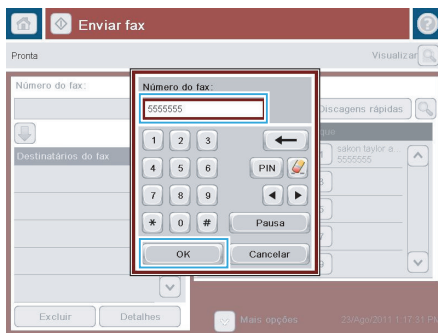 Enviar fax
Pronta
Visualizar
Número do fax:
Destinatários do fax
Excluir
Detalhes
Número do fax:
5555555
1 2 3
4 5 6 PIN
7 8 9
* 0 # Pausa
OK Cancelar
Discagens rápidas
5555555
Mais opções
23/Ago/2011 1:17:31 PM